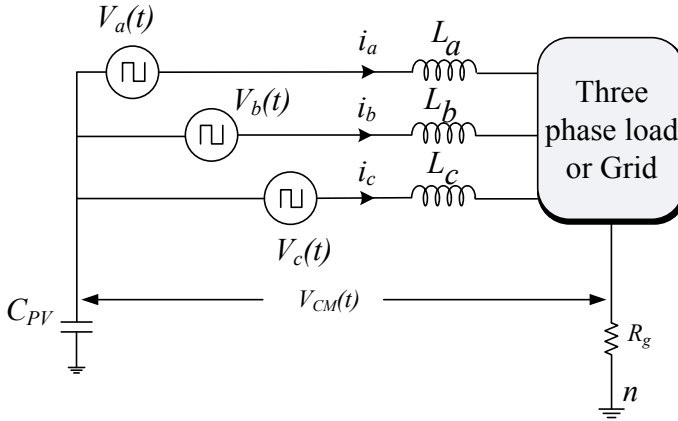 V_a(t)
i_a
L_a
V_b(t)
i_b
L_b
V_c(t)
i_c
L_c
Three
phase load
or Grid
C_PV
V_CM(t)
R_g
n